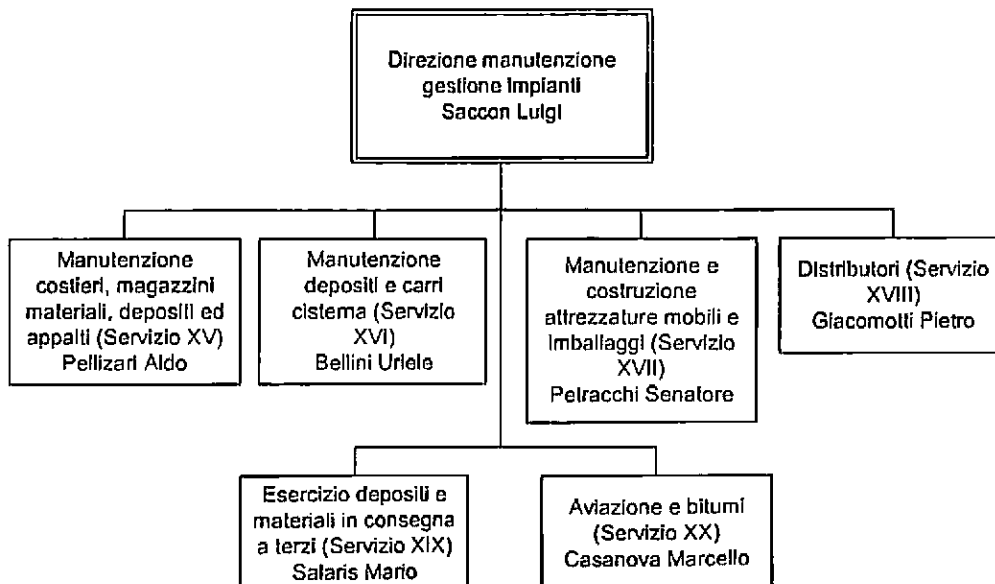 Direzione manutenzione
gestione Impianti
Saccon Luigi
Manutenzione
costieri, magazzini
materiali, depositi ed
appalti (Servizio XV)
Pellizari Aldo
Manutenzione
depositi e carri
cisterna (Servizio
XVI)
Bellini Uriele
Manutenzione e
costruzione
attrezzature mobili e
Imballaggi (Servizio
XVII)
Petracchi Senatore
Distributori (Servizio
XVIII)
Giacomotti Pietro
Esercizio depositi e
materiali in consegna
a terzi (Servizio XIX)
Salaris Mario
Aviazione e bitumi
(Servizio XX)
Casanova Marcello